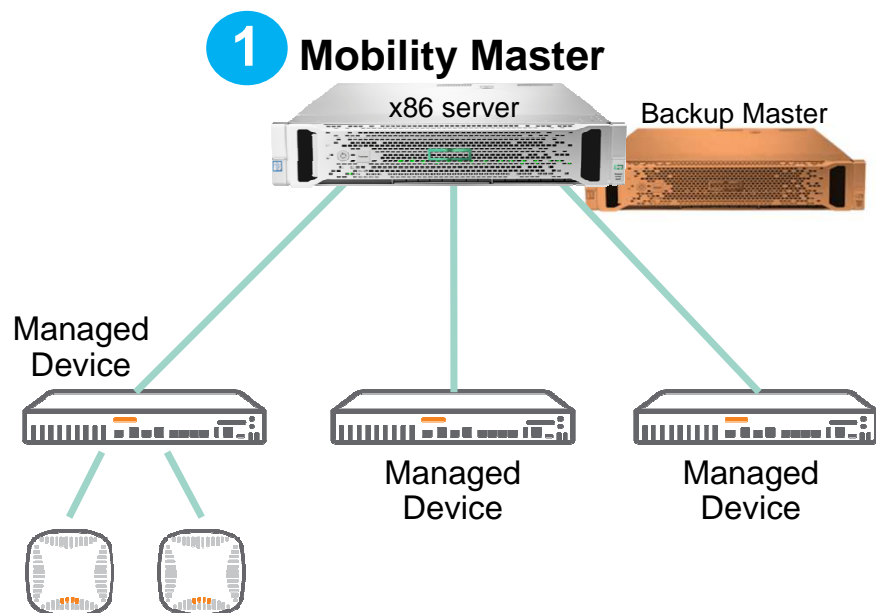 1
Mobility Master
x86 server
Backup Master
Managed
Device
Managed
Device
Managed
Device